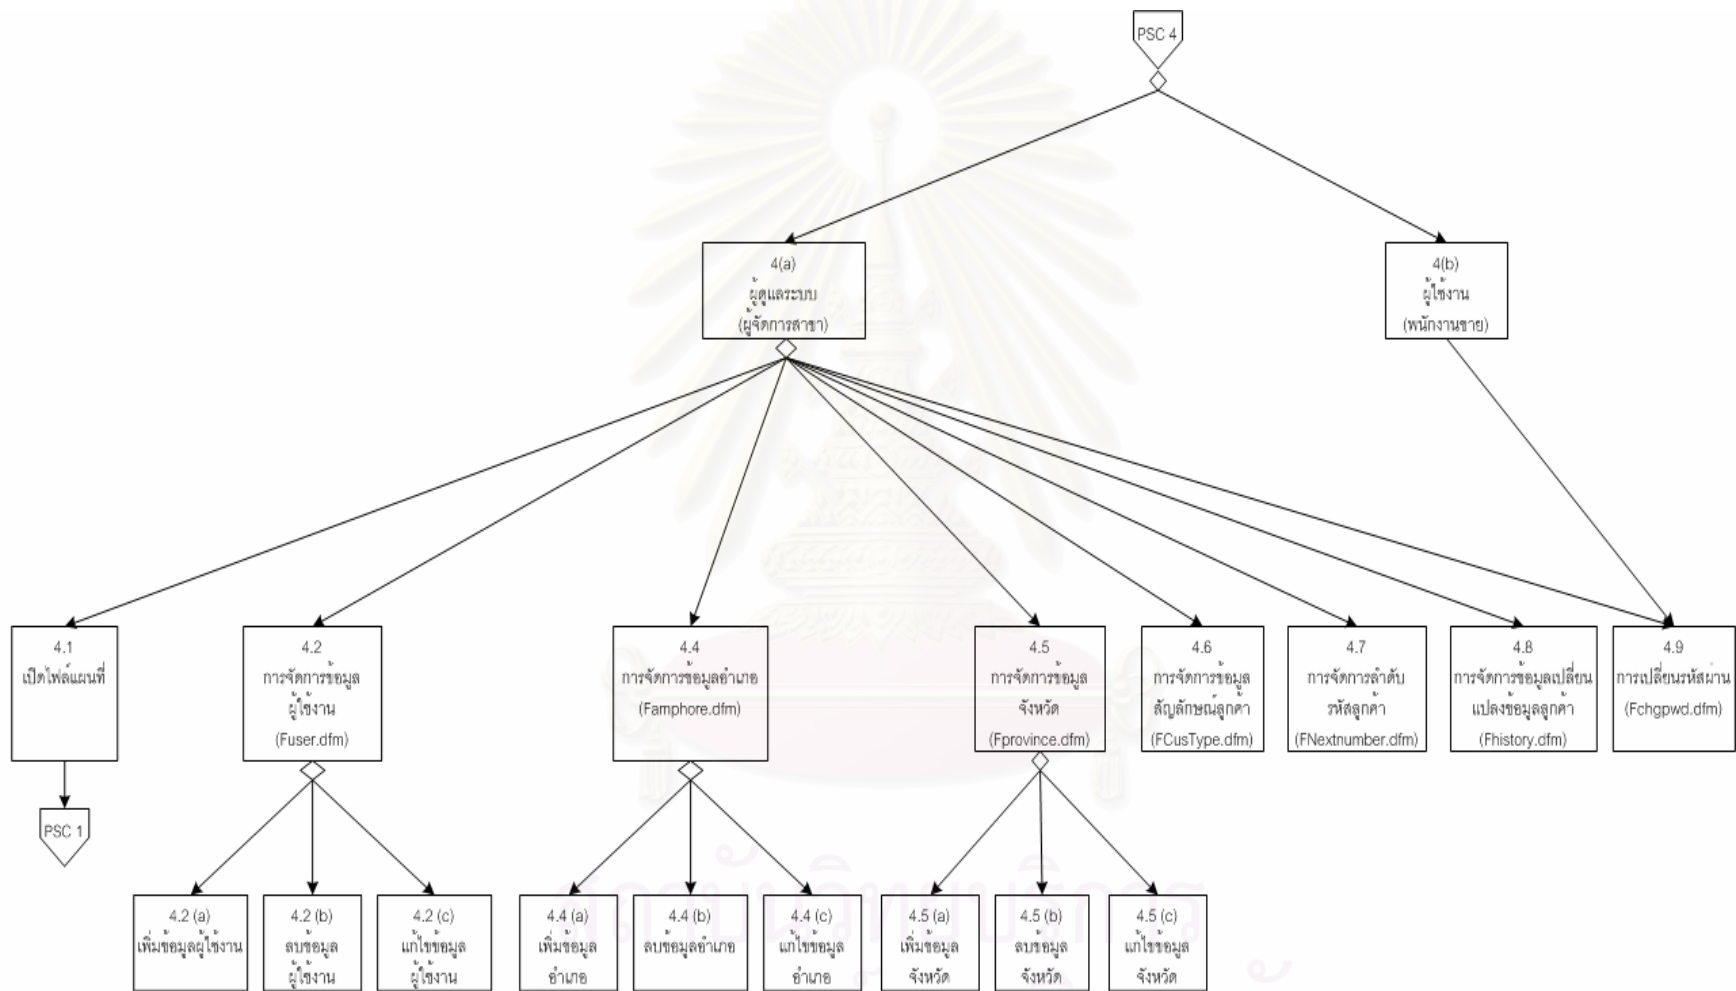 PSC 4
4(a)
ผู้ดูแลระบบ
(ผู้จัดการสาขา)
4(b)
ผู้ใช้งาน
(พนักงานขาย)
4.1
เปิดไฟล์แผนที่
4.2
การจัดการข้อมูล
ผู้ใช้งาน
(Fuser.dfm)
4.4
การจัดการข้อมูลอำเภอ
(Famphore.dfm)
4.5
การจัดการข้อมูล
จังหวัด
(Fprovince.dfm)
4.6
การจัดการข้อมูล
สัญลักษณ์ลูกค้า
(FCusType.dfm)
4.7
การจัดการลำดับ
รหัสลูกค้า
(FNextnumber.dfm)
4.8
การจัดการข้อมูลเปลี่ยน
แปลงข้อมูลลูกค้า
(Fhistory.dfm)
4.9
การเปลี่ยนรหัสผ่าน
(Fchgpwd.dfm)
PSC 1
4.2 (a)
เพิ่มข้อมูลผู้ใช้งาน
4.2 (b)
ลบข้อมูล
ผู้ใช้งาน
4.2 (c)
แก้ไขข้อมูล
ผู้ใช้งาน
4.4 (a)
เพิ่มข้อมูล
อำเภอ
4.4 (b)
ลบข้อมูลอำเภอ
4.4 (c)
แก้ไขข้อมูล
อำเภอ
4.5 (a)
เพิ่มข้อมูล
จังหวัด
4.5 (b)
ลบข้อมูล
จังหวัด
4.5 (c)
แก้ไขข้อมูล
จังหวัด
สถาบันวิทยบริการ